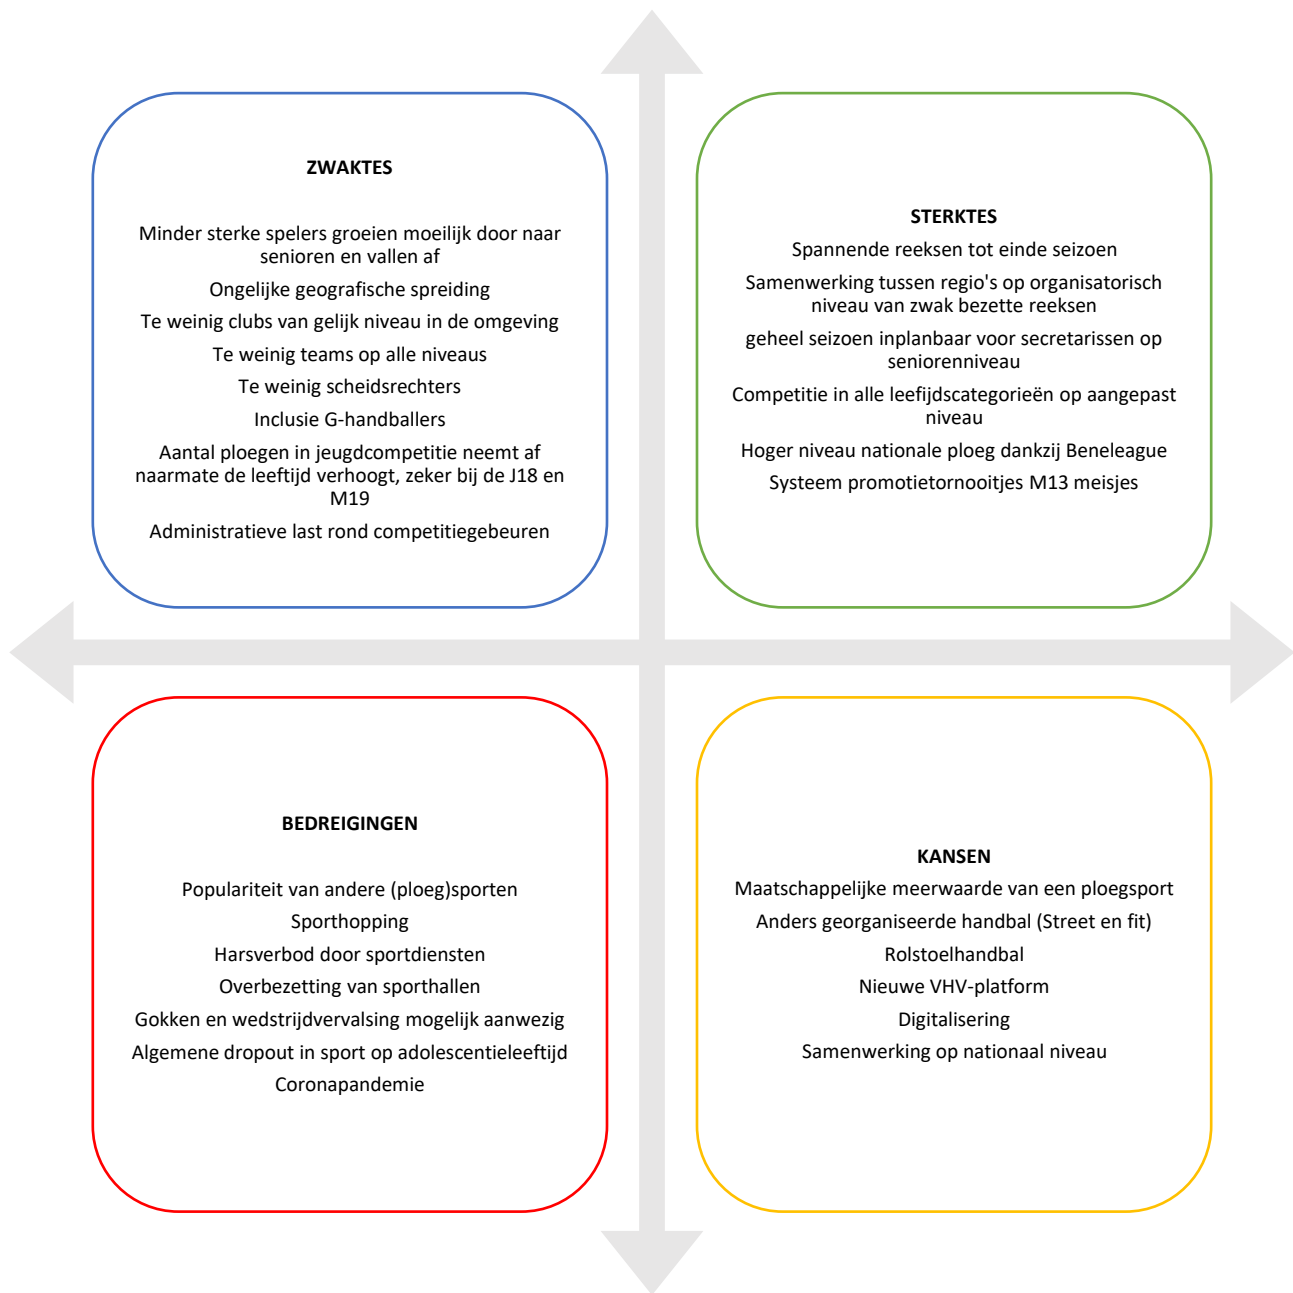 ZWAKTES
Minder sterke spelers groeien moeilijk door naar
senioren en vallen af
Ongelijke geografische spreiding
Te weinig clubs van gelijk niveau in de omgeving
Te weinig teams op alle niveaus
Te weinig scheidsrechters
Inclusie G-handballers
Aantal ploegen in jeugdcompetitie neemt af
naarmate de leeftijd verhoogt, zeker bij de J18 en
M19
Administratieve last rond competitiegebeuren
STERKTES
Spannende reeksen tot einde seizoen
Samenwerking tussen regio's op organisatorisch
niveau van zwak bezette reeksen
geheel seizoen inplanbaar voor secretarissen op
seniorenniveau
Competitie in alle leefijdscategorieën op aangepast
niveau
Hoger niveau nationale ploeg dankzij Beneleague
Systeem promotietornooitjes M13 meisjes
BEDREIGINGEN
Populariteit van andere (ploeg)sporten
Sporthopping
Harsverbod door sportdiensten
Overbezetting van sporthallen
Gokken en wedstrijdvervalsing mogelijk aanwezig
Algemene dropout in sport op adolescentieleeftijd
Coronapandemie
KANSEN
Maatschappelijke meerwaarde van een ploegsport
Anders georganiseerde handbal (Street en fit)
Rolstoelhandbal
Nieuwe VHV-platform
Digitalisering
Samenwerking op nationaal niveau